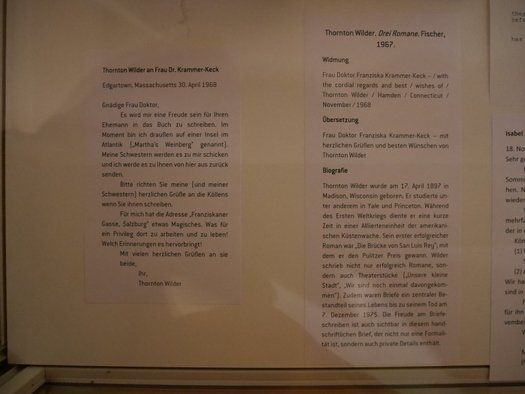 Thornton Wilder an Frau Dr. Krammer-Keck
Edgartown, Massachusetts 30. April 1968
Gnädige Frau Doktor,
Es wird mir eine Freude sein für Ihren
Ehemann in das Buch zu schreiben. Im
Moment bin ich draußen auf einer Insel im
Atlantik („Martha's Weinberg" genannt).
Meine Schwestern werden es zu mir schicken
und ich werde es zu Ihnen von hier aus zurück
senden.
Bitte richten Sie meine (und meiner
Schwestern) herzlichen Grüße an die Köllens
wenn Sie ihnen schreiben.
Für mich hat die Adresse „Franziskaner
Gasse, Salzburg" etwas Magisches. Was für
ein Privileg dort zu arbeiten und zu leben!
Welch Erinnerungen es hervorbringt!
Mit vielen herzlichen Grüßen an sie
beide,
Ihr,
Thornton Wilder
Thornton Wilder. Drei Romane. Fischer,
1967.
Widmung
Frau Doktor Franziska Krammer-Keck – / with
the cordial regards and best / wishes of /
Thornton Wilder / Hamden / Connecticut /
November / 1968
Übersetzung
Frau Doktor Franziska Krammer-Keck – mit
herzlichen Grüßen und besten Wünschen von
Thornton Wilder
Biografie
Thornton Wilder wurde am 17. April 1897 in
Madison, Wisconsin geboren. Er studierte un-
ter anderem in Yale und Princeton. Während
des Ersten Weltkriegs diente er eine kurze
Zeit in einer Alliierteneinheit der amerikani-
schen Küstenwache. Sein erster erfolgreicher
Roman war „Die Brücke von San Luis Rey"; mit
dem er den Pulitzer Preis gewann. Wilder
schrieb nicht nur erfolgreich Romane, son-
dern auch Theaterstücke („Unsere kleine
Stadt", „Wir sind noch einmal davongekom-
men"). Zudem waren Briefe ein zentraler Be-
standteil seines Lebens bis zu seinem Tod am
7. Dezember 1975. Die Freude am Briefe-
schreiben ist auch sichtbar in diesem hand-
schriftlichen Brief, der nicht nur eine Formali-
tät ist, sondern auch private Details enthält.
Isabel
18. No